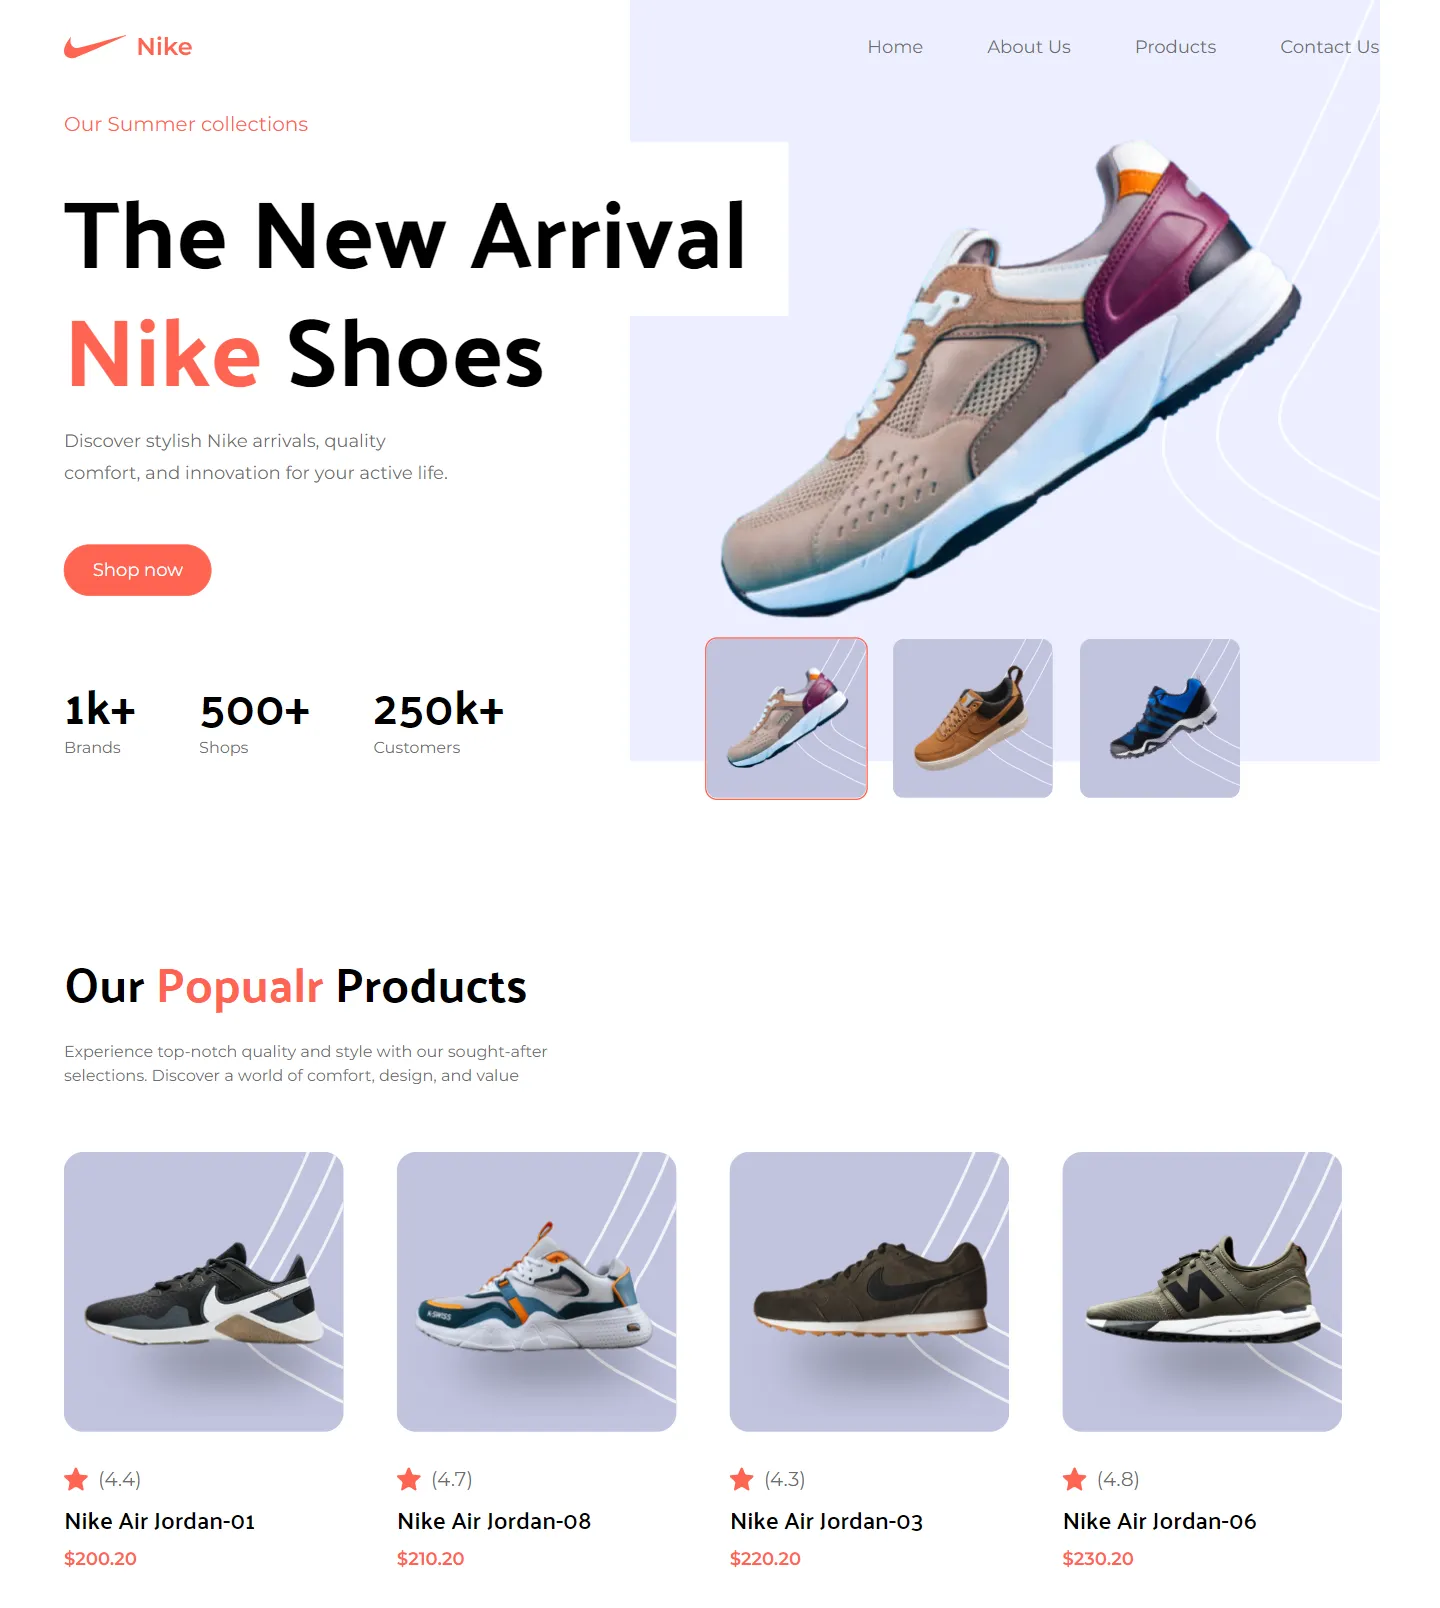 Nike
Home
About Us
Products
Contact Us
Our Summer collections
The New Arrival
Nike Shoes
Discover stylish Nike arrivals, quality
comfort, and innovation for your active life.
Shop now
1k+
Brands
500+
Shops
250k+
Customers
Our Popualr Products
Experience top-notch quality and style with our sought-after
selections. Discover a world of comfort, design, and value
K-SWISS
N
(4.4)
Nike Air Jordan-01
$200.20
(4.7)
Nike Air Jordan-08
$210.20
(4.3)
Nike Air Jordan-03
$220.20
(4.8)
Nike Air Jordan-06
$230.20